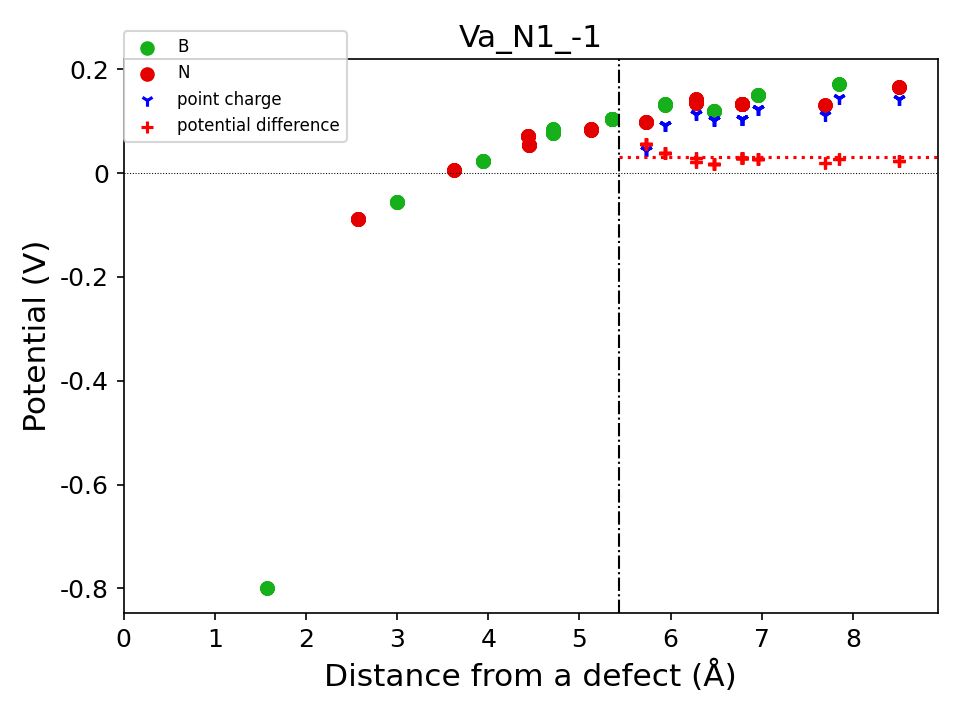 Va_N1_-1
B
N
point charge
potential difference
0.2
0
-0.2
-0.4
-0.6
-0.8
Potential (V)
0 1 2 3 4 5 6 7 8
Distance from a defect (Å)